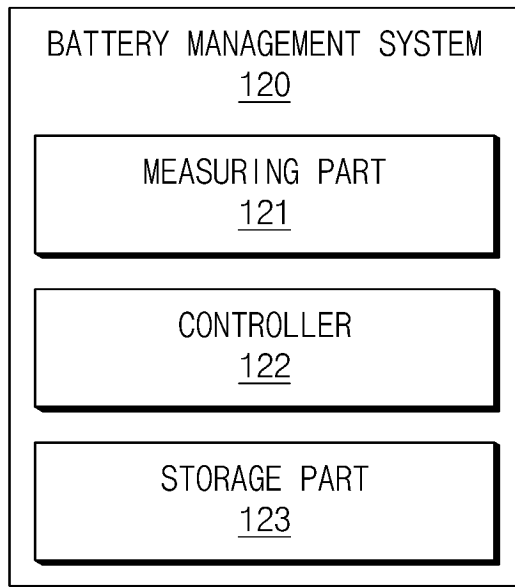 BATTERY MANAGEMENT SYSTEM
120
MEASURING PART
121
CONTROLLER
122
STORAGE PART
123